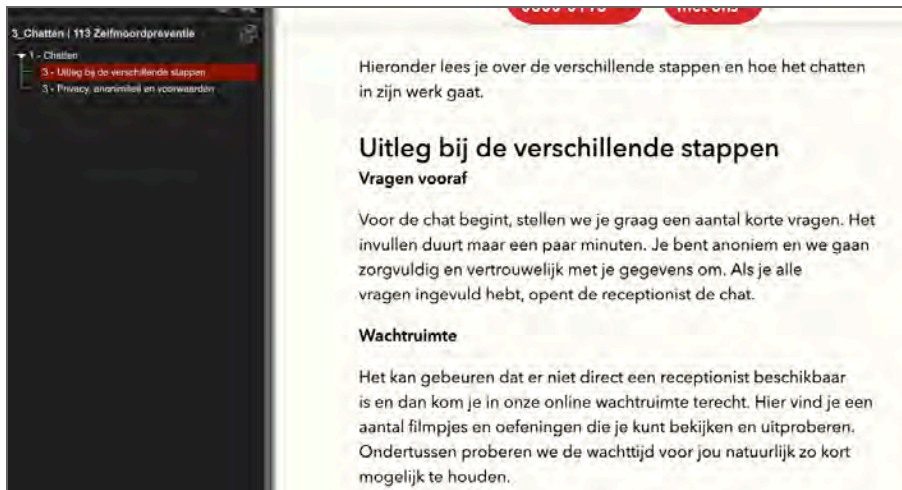 3_Chatten | 113 Zelfmoordpreventie
1 - Chatten
3 - Uitleg bij de verschillende stappen
3 - Privacy, anonimiteit en voorwaarden
0800-0113
met ons
Hieronder lees je over de verschillende stappen en hoe het chatten
in zijn werk gaat.
Uitleg bij de verschillende stappen
Vragen vooraf
Voor de chat begint, stellen we je graag een aantal korte vragen. Het
invullen duurt maar een paar minuten. Je bent anoniem en we gaan
zorgvuldig en vertrouwelijk met je gegevens om. Als je alle
vragen ingevuld hebt, opent de receptionist de chat.
Wachtruimte
Het kan gebeuren dat er niet direct een receptionist beschikbaar
is en dan kom je in onze online wachtruimte terecht. Hier vind je een
aantal filmpjes en oefeningen die je kunt bekijken en uitproberen.
Ondertussen proberen we de wachttijd voor jou natuurlijk zo kort
mogelijk te houden.